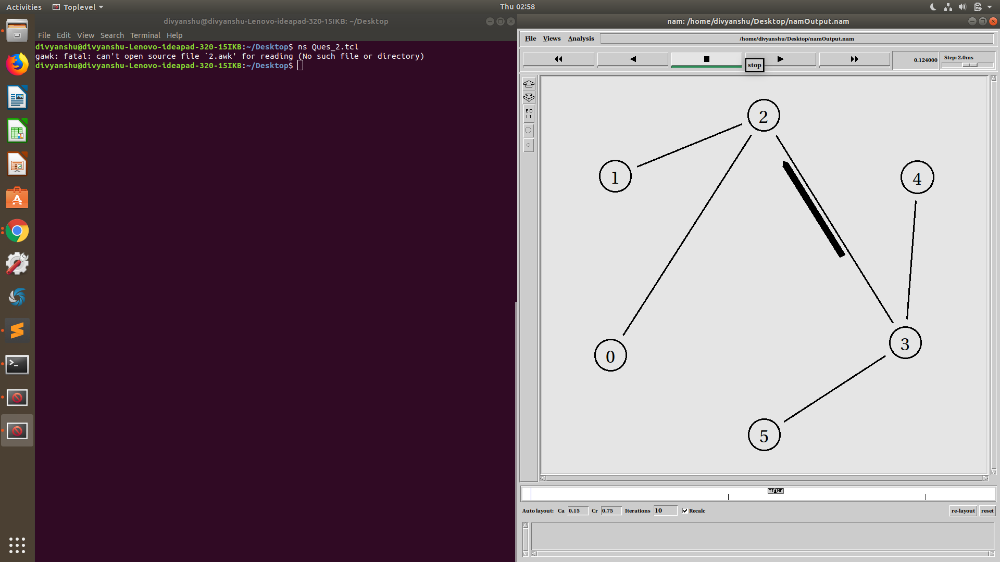 Activities Toplevel Thu 02:58
divyanshu@divyanshu-Lenovo-ideapad-320-15IKB: ~/Desktop
File Edit View Search Terminal Help
divyanshu@divyanshu-Lenovo-ideapad-320-15IKB:~/Desktop$ ns Ques_2.tcl
gawk: fatal: can't open source file `2.awk' for reading (No such file or directory)
divyanshu@divyanshu-Lenovo-ideapad-320-15IKB:~/Desktop$
nam: /home/divyanshu/Desktop/namOutput.nam
File Views Analysis /home/divyanshu/Desktop/namOutput.nam
stop 0.124000 Step: 2.0ms
ED
IT
2
1
4
3
0
5
TIME
Auto layout: Ca 0.15 Cr 0.75 Iterations 10 Recalc re-layout reset